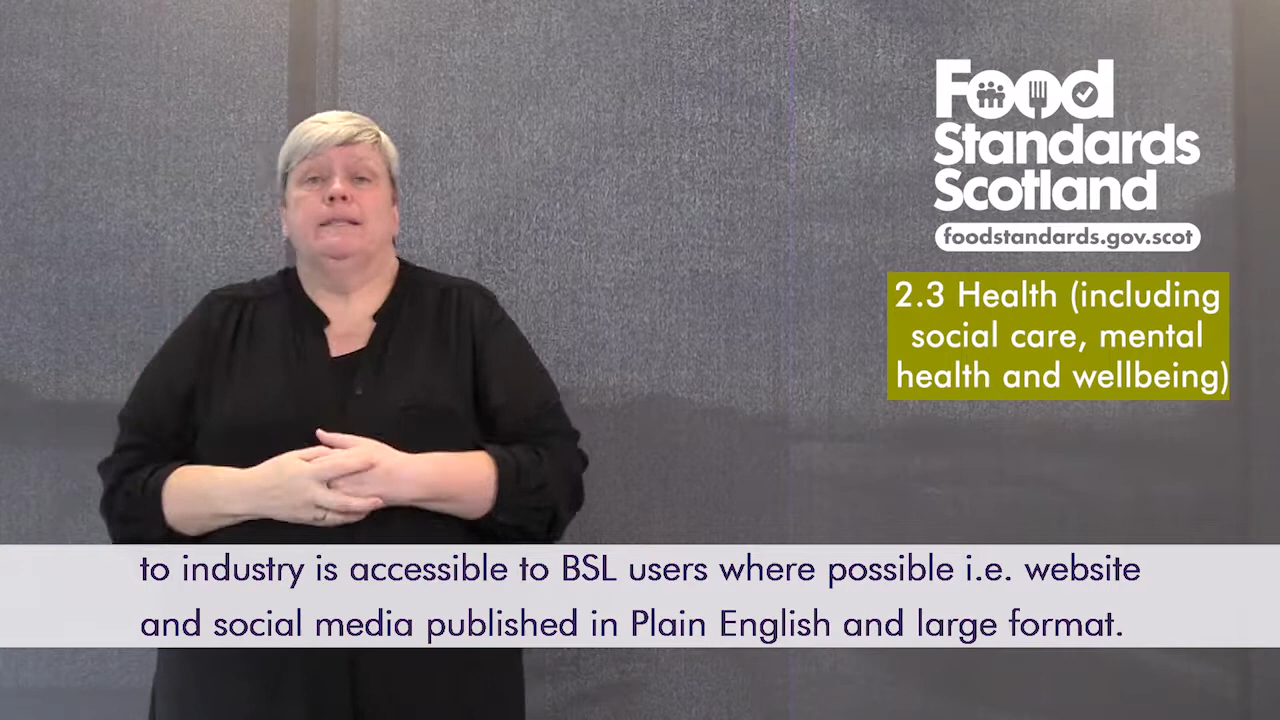 Food
Standards
Scotland
foodstandards.gov.scot
2.3 Health (including
social care, mental
health and wellbeing)
to industry is accessible to BSL users where possible i.e. website
and social media published in Plain English and large format.